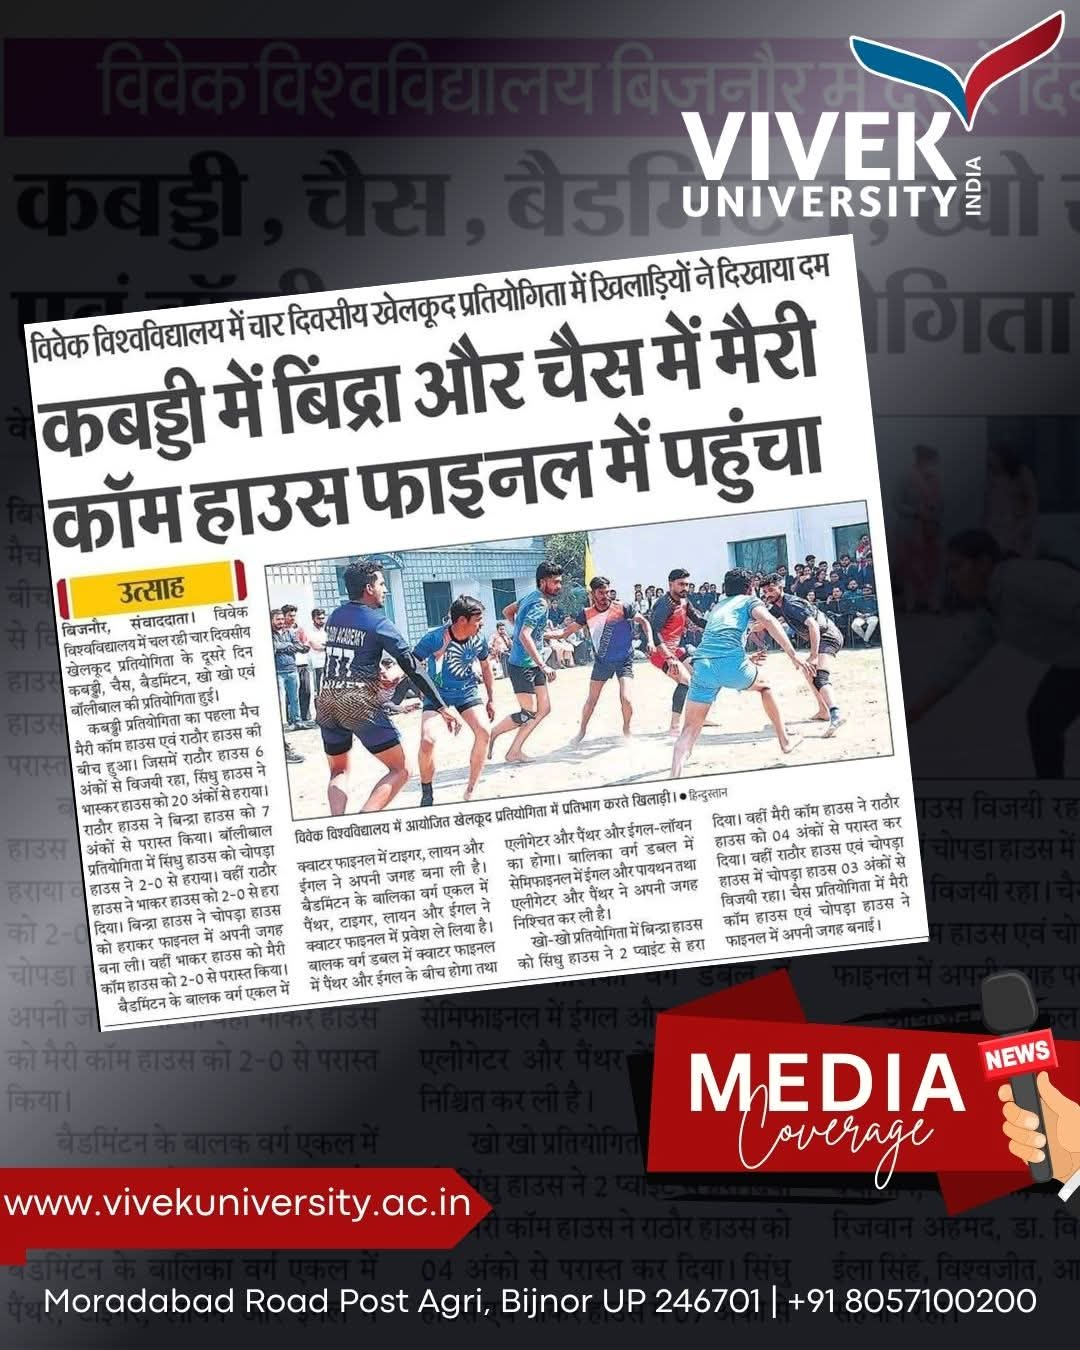 VIVEK
UNIVERSITY
INDIA
विवेक विश्वविद्यालय बिजनौर में दूसरे दिन
कबड्डी , चैस, बैडमिंटन, खो
विवेक विश्वविद्यालय में चार दिवसीय खेलकूद प्रतियोगिता में खिलाड़ियों ने दिखाया दम
कबड्डी में बिंद्रा और चैस में मैरी
कॉम हाउस फाइनल में पहुंचा
उत्साह
बिजनौर, संवाददाता। विवेक
विश्वविद्यालय में चल रही चार दिवसीय
खेलकूद प्रतियोगिता के दूसरे दिन
कबड्डी, चैस, बैडमिंटन, खो खो एवं
बॉलीबाल की प्रतियोगिता हुई।
कबड्डी प्रतियोगिता का पहला मैच
मैरी कॉम हाउस एवं राठौर हाउस की
बीच हुआ। जिसमें राठौर हाउस 6
अंकों से विजयी रहा, सिंधु हाउस ने
भास्कर हाउस को 20 अंकों से हराया।
राठौर हाउस ने बिन्द्रा हाउस को 7
अंकों से परास्त किया। बॉलीबाल
प्रतियोगिता में सिंधु हाउस को चोपड़ा
हाउस ने 2-0 से हराया। वहीं राठौर
हाउस ने भाकर हाउस को 2-0 से हरा
दिया। बिन्द्रा हाउस ने चोपड़ा हाउस
को हराकर फाइनल में अपनी जगह
बना ली। वहीं भाकर हाउस को मैरी
कॉम हाउस को 2-0 से परास्त किया।
बैडमिंटन के बालक वर्ग एकल में
विवेक विश्वविद्यालय में आयोजित खेलकूद प्रतियोगिता में प्रतिभाग करते खिलाड़ी। ● हिन्दुस्तान
क्वाटर फाइनल में टाइगर, लायन और
ईगल ने अपनी जगह बना ली है।
बैडमिंटन के बालिका वर्ग एकल में
पैंथर, टाइगर, लायन और ईगल ने
क्वाटर फाइनल में प्रवेश ले लिया है।
बालक वर्ग डबल में क्वाटर फाइनल
में पैंथर और ईगल के बीच होगा तथा
एलीगेटर और पैंथर और ईगल-लॉयन
का होगा। बालिका वर्ग डबल में
सेमिफाइनल में ईगल और पायथन तथा
एलीगेटर और पैंथर ने अपनी जगह
निश्चित कर ली है।
खो-खो प्रतियोगिता में बिन्द्रा हाउस
को सिंधु हाउस ने 2 प्वाइंट से हरा
दिया। वहीं मैरी कॉम हाउस ने राठौर
हाउस को 04 अंकों से परास्त कर
दिया। वहीं राठौर हाउस एवं चोपड़ा
हाउस में चोपड़ा हाउस 03 अंकों से
विजयी रहा। चैस प्रतियोगिता में मैरी
कॉम हाउस एवं चोपड़ा हाउस ने
फाइनल में अपनी जगह बनाई।
MEDIA
Coverage
NEWS
www.vivekuniversity.ac.in
Moradabad Road Post Agri, Bijnor UP 246701 | +91 8057100200